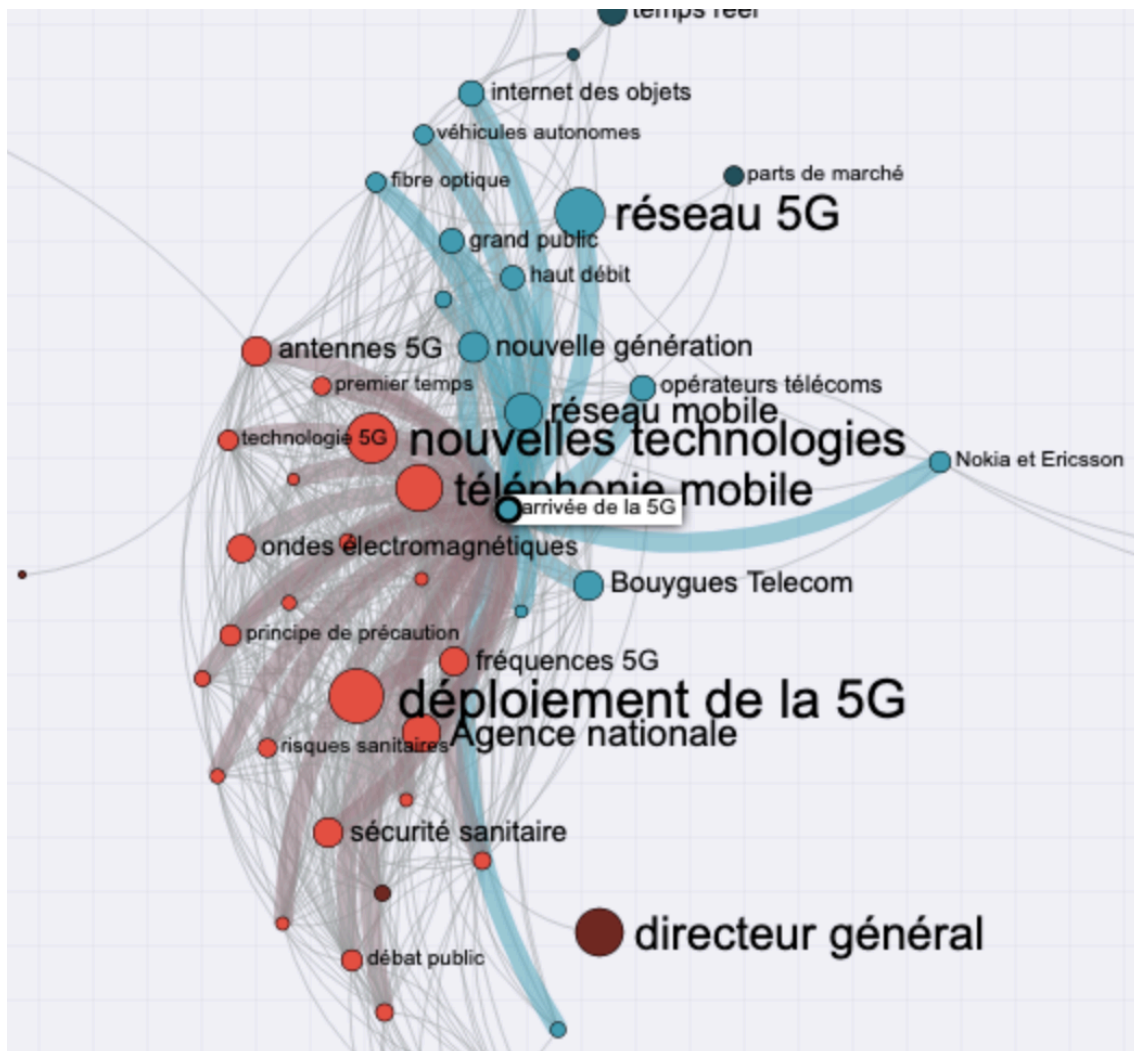 temps réel
internet des objets
véhicules autonomes
parts de marché
fibre optique
réseau 5G
grand public
haut débit
antennes 5G
nouvelle génération
premier temps
opérateurs télécoms
réseau mobile
technologie 5G
nouvelles technologies
Nokia et Ericsson
téléphonie mobile
arrivée de la 5G
ondes électromagnétiques
Bouygues Telecom
principe de précaution
fréquences 5G
déploiement de la 5G
Agence nationale
risques sanitaires
sécurité sanitaire
directeur général
débat public